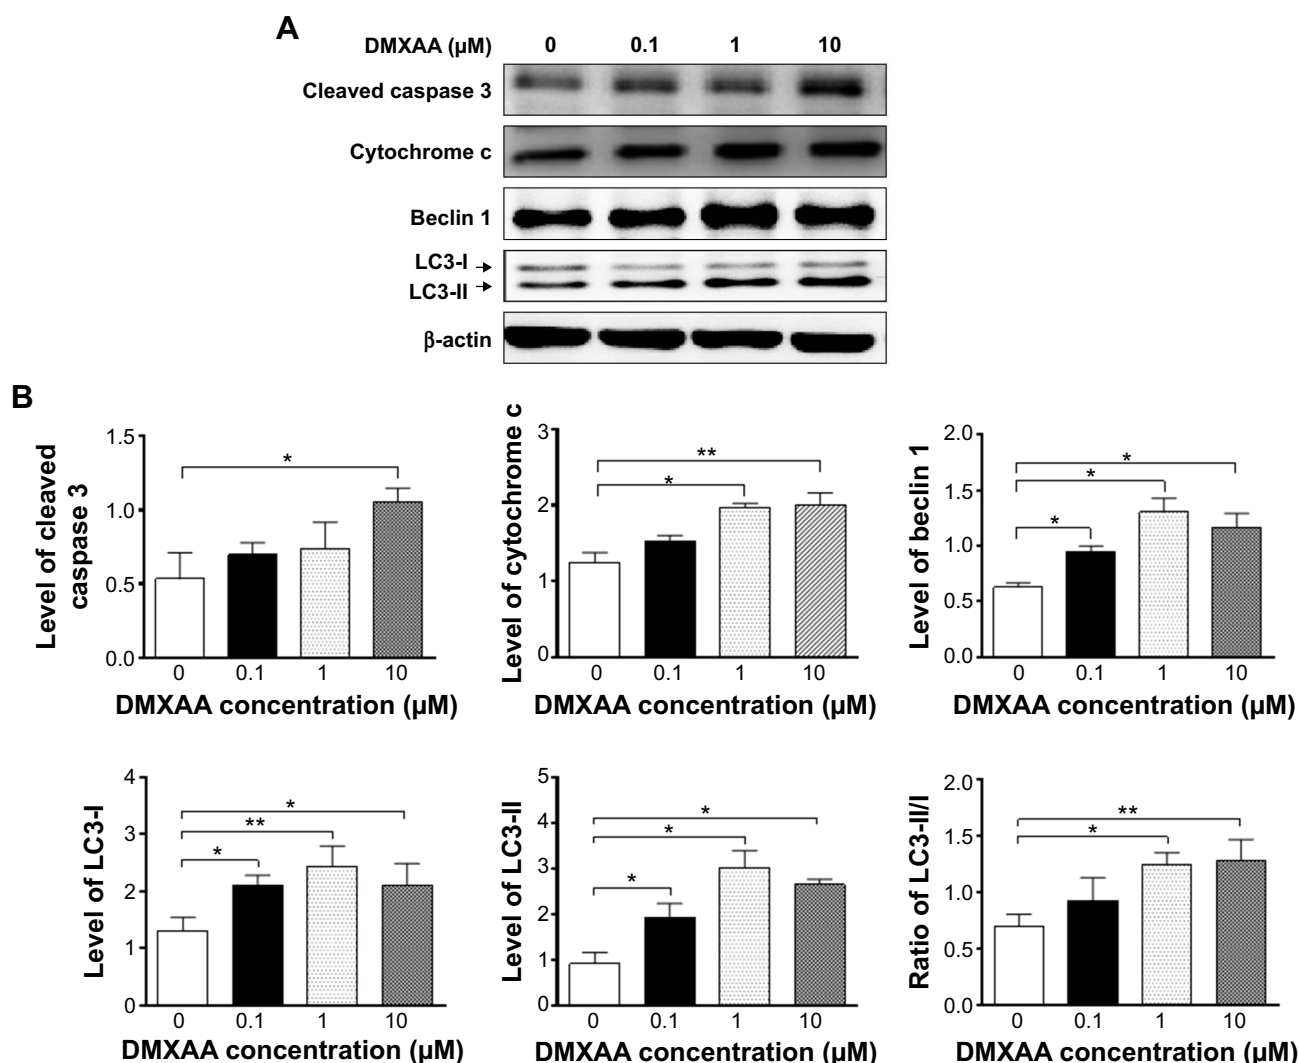 A
DMXAA (µM) 0 0.1 1 10
Cleaved caspase 3
Cytochrome c
Beclin 1
LC3-I
LC3-II
β-actin
B
Level of cleaved
caspase 3
1.5
1.0
0.5
0.0
*
0 0.1 1 10
DMXAA concentration (µM)
Level of cytochrome c
3
2
1
0
**
*
0 0.1 1 10
DMXAA concentration (µM)
Level of beclin 1
2.0
1.5
1.0
0.5
0.0
*
*
*
0 0.1 1 10
DMXAA concentration (µM)
Level of LC3-I
4
3
2
1
0
*
**
*
0 0.1 1 10
DMXAA concentration (µM)
Level of LC3-II
5
4
3
2
1
0
*
*
*
0 0.1 1 10
DMXAA concentration (µM)
Ratio of LC3-II/I
2.0
1.5
1.0
0.5
0.0
**
*
0 0.1 1 10
DMXAA concentration (µM)